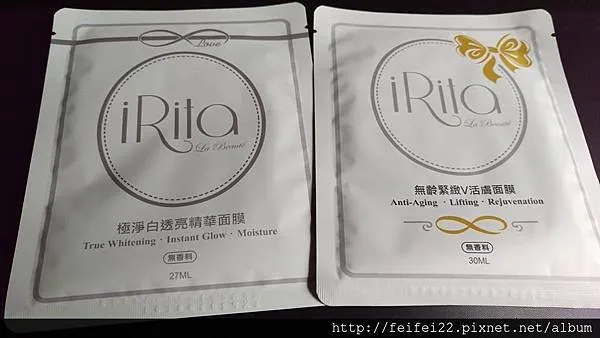 Love
iRita
La Beauté
極淨白透亮精華面膜
True Whitening · Instant Glow · Moisture
無香料
27ML
iRita
La Beauté
無齡緊緻V活膚面膜
Anti-Aging · Lifting · Rejuvenation
無香料
30ML
http://feifei22.pixnet.net/album